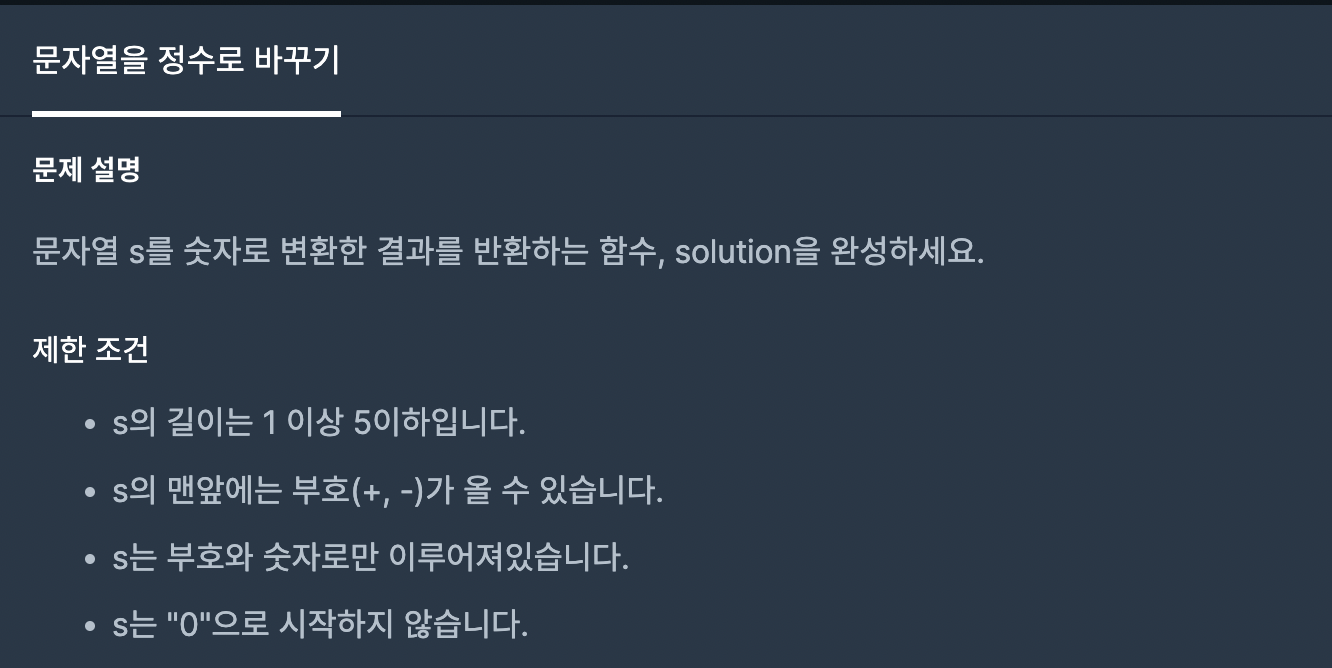 문자열을 정수로 바꾸기
문제 설명
문자열 s를 숫자로 변환한 결과를 반환하는 함수, solution을 완성하세요.
제한 조건
• s의 길이는 1 이상 5이하입니다.
• s의 맨앞에는 부호(+, -)가 올 수 있습니다.
• s는 부호와 숫자로만 이루어져있습니다.
• s는 "0"으로 시작하지 않습니다.